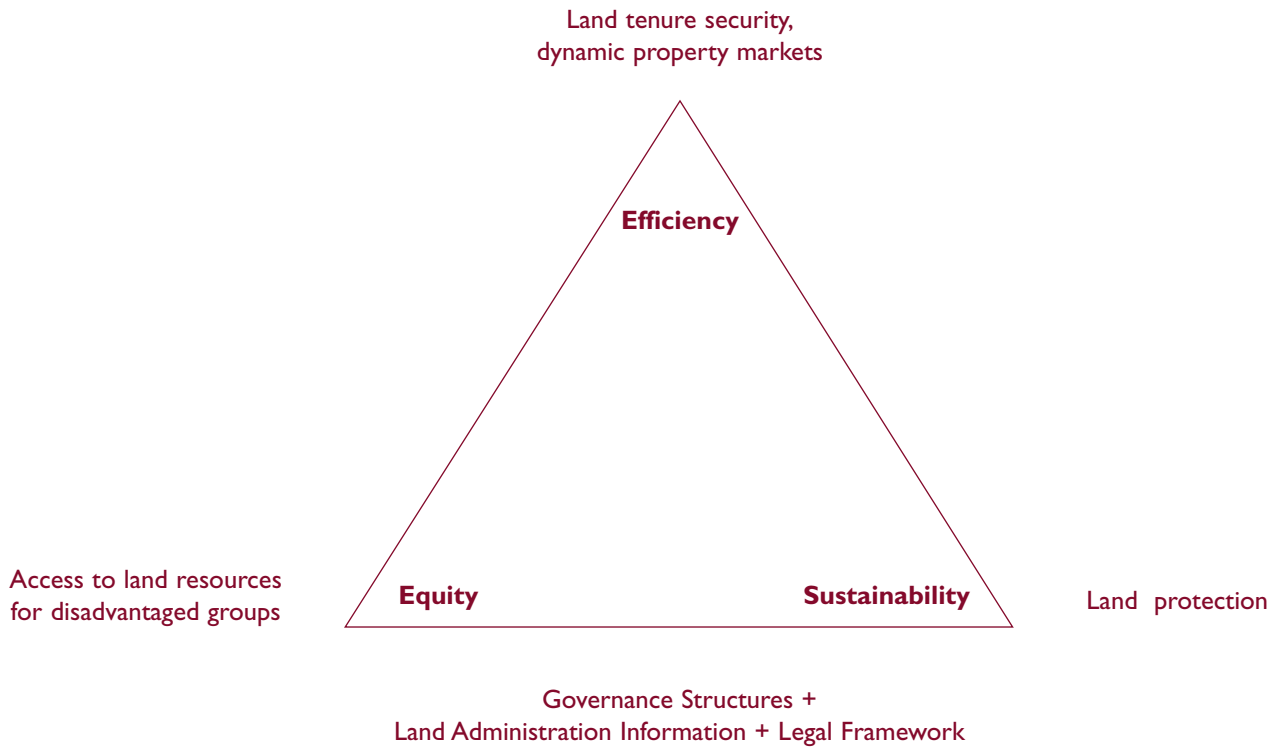 Land tenure security,
dynamic property markets
Efficiency
Access to land resources
for disadvantaged groups
Equity
Sustainability
Land protection
Governance Structures +
Land Administration Information + Legal Framework